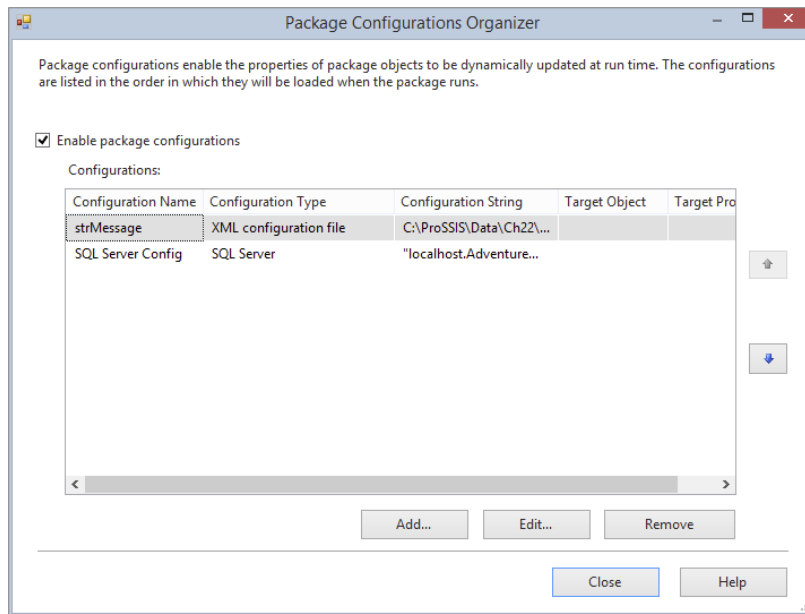 Package Configurations Organizer
Package configurations enable the properties of package objects to be dynamically updated at run time. The configurations
are listed in the order in which they will be loaded when the package runs.
Enable package configurations
Configurations:
Configuration Name Configuration Type Configuration String Target Object Target Pro
strMessage XML configuration file C:\ProSSIS\Data\Ch22\...
SQL Server Config SQL Server "localhost.Adventure...
Add... Edit... Remove
Close Help